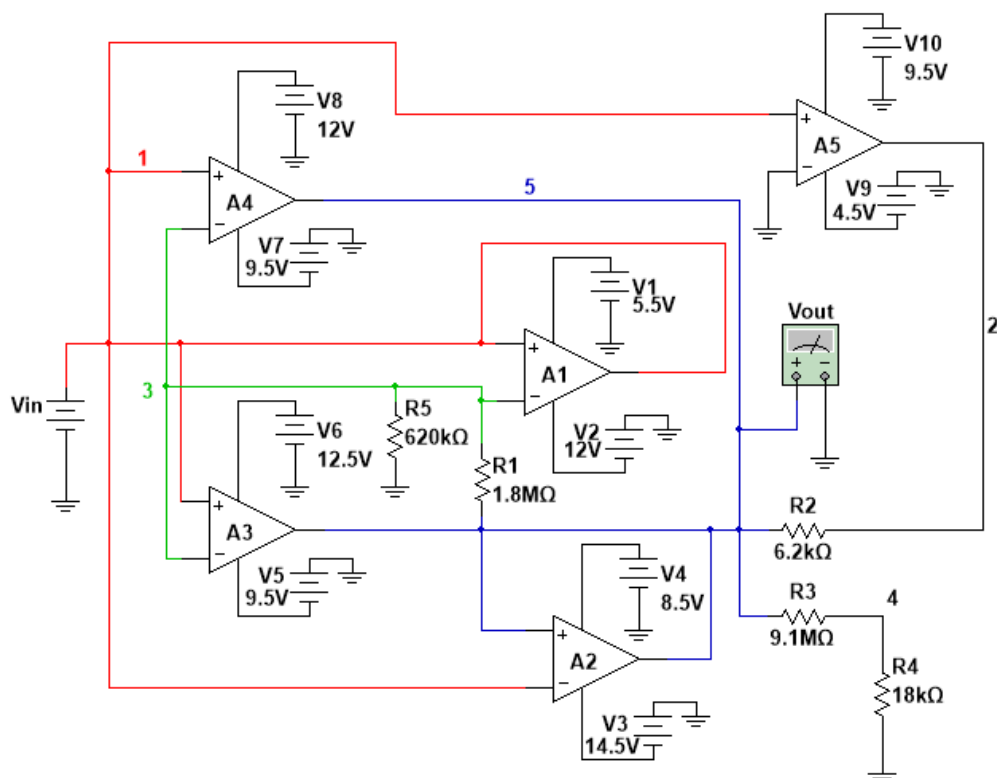 V10
9.5V
V8
12V
+
A5
−
1
+
A4
−
5
V9
4.5V
V7
9.5V
V1
5.5V
Vout
+ −
2
+
A1
−
3
Vin
R5
620kΩ
V6
12.5V
V2
12V
R1
1.8MΩ
+
A3
−
R2
6.2kΩ
V5
9.5V
V4
8.5V
4
R3
9.1MΩ
+
A2
−
R4
18kΩ
V3
14.5V